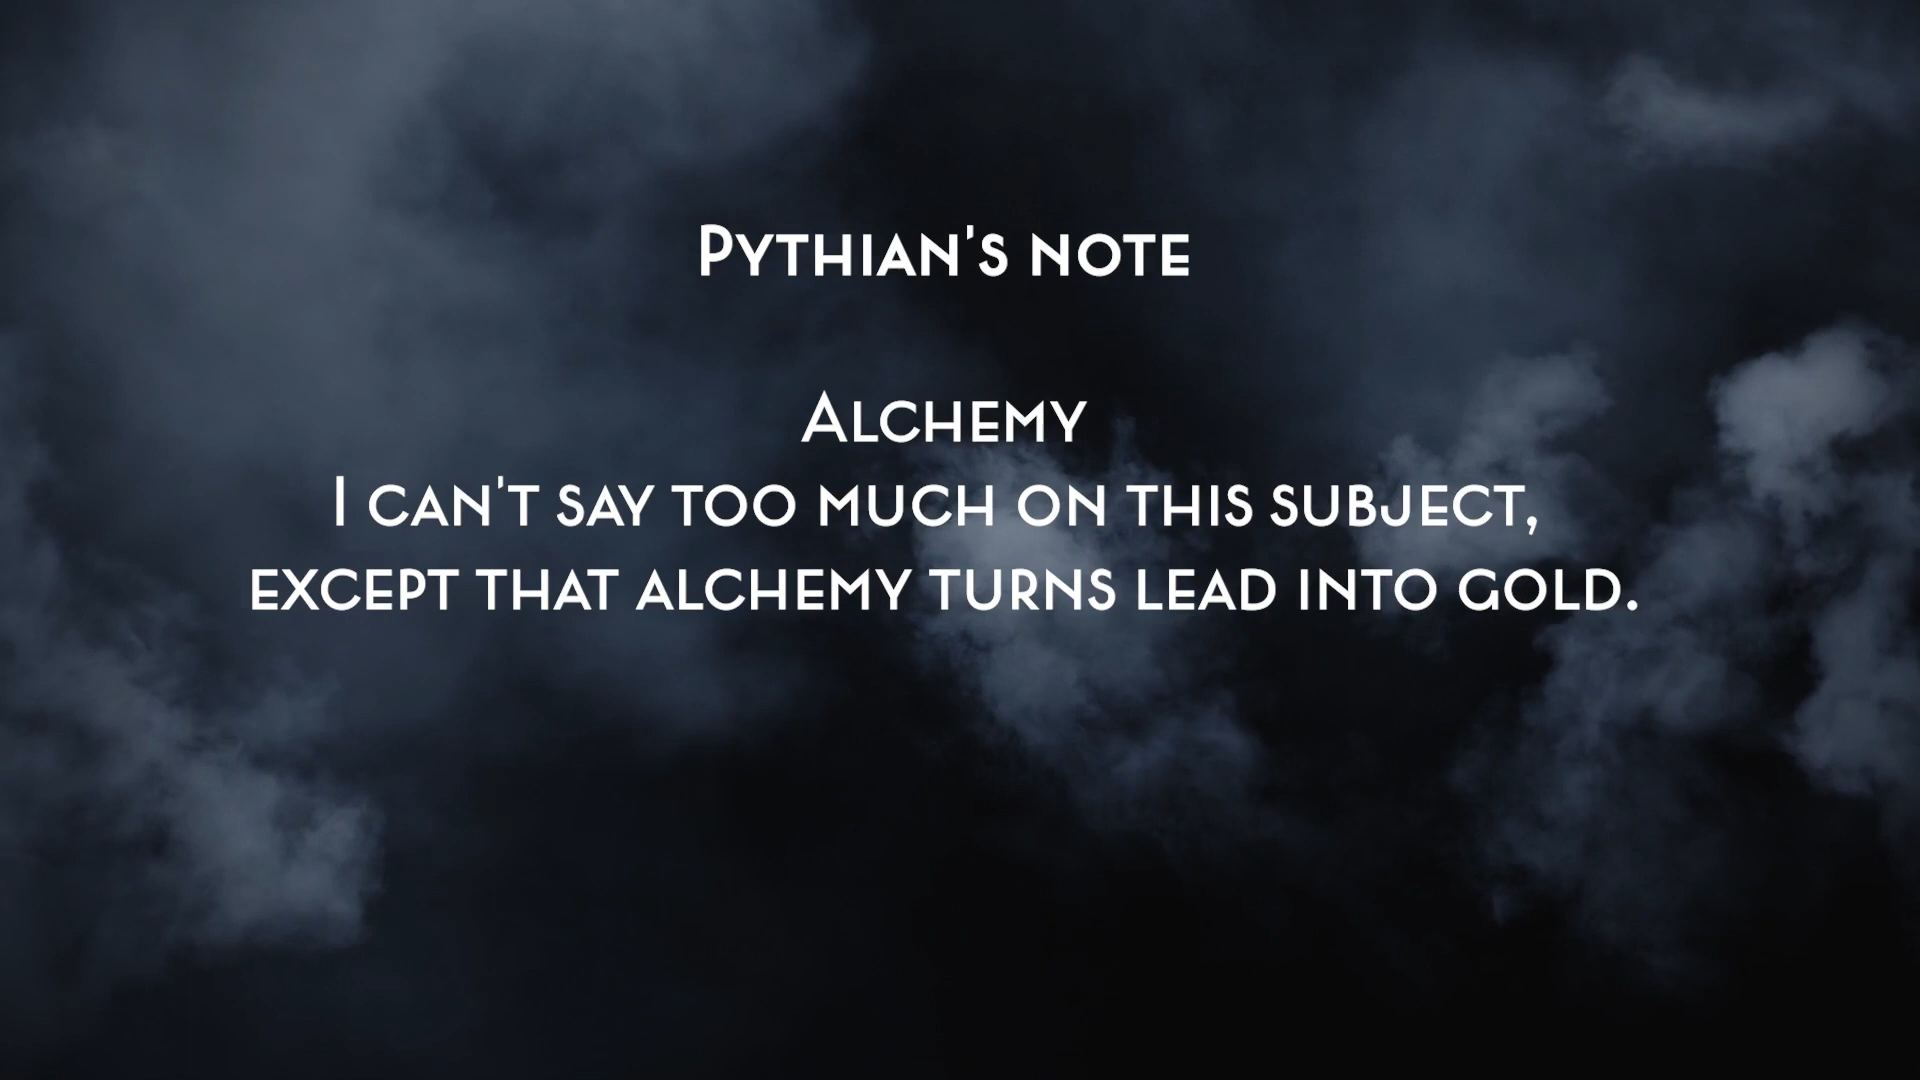 Pythian's note
Alchemy
I can't say too much on this subject,
except that alchemy turns lead into gold.